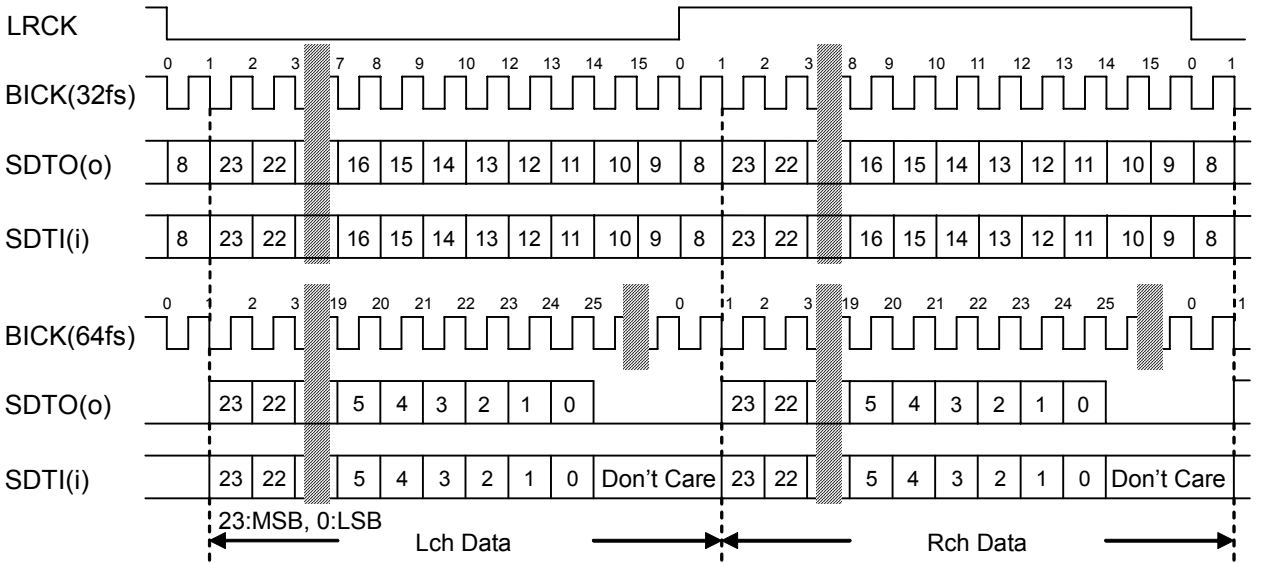 LRCK
0 1 2 3 7 8 9 10 12 13 14 15 0 1 2 3 8 9 10 11 12 13 14 15 0 1
BICK(32fs)
SDTO(o) 8 23 22 16 15 14 13 12 11 10 9 8 23 22 16 15 14 13 12 11 10 9 8
SDTI(i) 8 23 22 16 15 14 13 12 11 10 9 8 23 22 16 15 14 13 12 11 10 9 8
0 1 2 3 19 20 21 22 23 24 25 0 1 2 3 19 20 21 22 23 24 25 0 1
BICK(64fs)
SDTO(o) 23 22 5 4 3 2 1 0 23 22 5 4 3 2 1 0
SDTI(i) 23 22 5 4 3 2 1 0 Don't Care 23 22 5 4 3 2 1 0 Don't Care
23:MSB, 0:LSB
Lch Data Rch Data